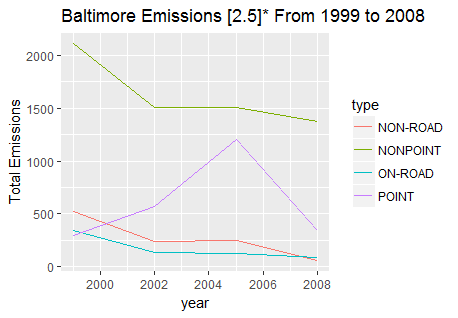 Baltimore Emissions [2.5]* From 1999 to 2008
2000
1500
1000
500
0
Total Emissions
2000 2002 2004 2006 2008
year
type
NON-ROAD
NONPOINT
ON-ROAD
POINT